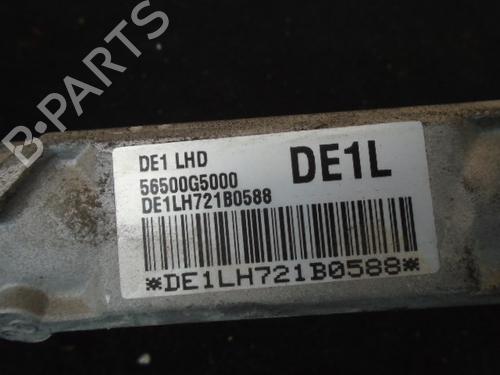 B-PARTS
DE1 LHD
DE1L
56500G5000
DE1LH721B0588
*DE1LH721B0588*